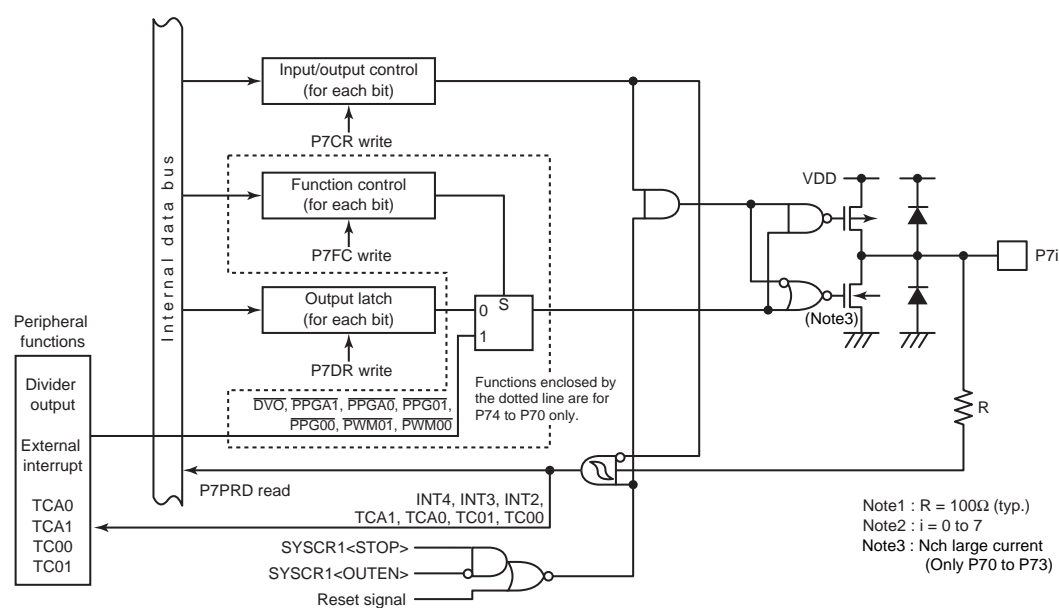 Input/output control
(for each bit)
P7CR write
Function control
(for each bit)
P7FC write
Output latch
(for each bit)
P7DR write
Internal data bus
S
0
1
VDD
P7i
(Note3)
R
Peripheral
functions
Divider
output
External
interrupt
TCA0
TCA1
TC00
TC01
DVO, PPGA1, PPGA0, PPG01,
PPG00, PWM01, PWM00
Functions enclosed by
the dotted line are for
P74 to P70 only.
P7PRD read
INT4, INT3, INT2,
TCA1, TCA0, TC01, TC00
SYSCR1<STOP>
SYSCR1<OUTEN>
Reset signal
Note1 : R = 100Ω (typ.)
Note2 : i = 0 to 7
Note3 : Nch large current
(Only P70 to P73)